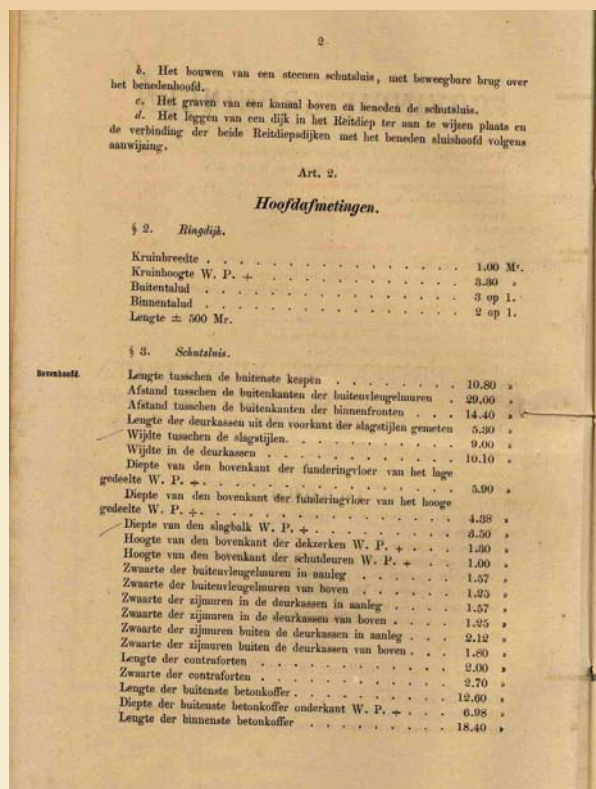 2
b. Het bouwen van een steenen schutsluis, met beweegbare brug over
het benedenhoofd.
c. Het graven van een kanaal boven en beneden de schutsluis.
d. Het leggen van een dijk in het Reitdiep ter aan te wijzen plaats en
de verbinding der beide Reitdiepsdijken met het beneden sluishoofd volgens
aanwijzing.
Art. 2.
Hoofdafmetingen.
§ 2. Ringdijk.
Kruinbreedte . . . . . . . . . . . . . . . 1.00 Mr.
Kruinhoogte W. P. + . . . . . . . . . . . . 3.30 »
Buitentalud . . . . . . . . . . . . . . . 3 op 1.
Binnentalud . . . . . . . . . . . . . . . 2 op 1.
Lengte ± 500 Mr.
§ 3. Schutsluis.
Bovenhoofd. Lengte tusschen de buitenste kespen . . . . . . . 10.80 »
Afstand tusschen de buitenkanten der buitenvleugelmuren . 29.00 »
Afstand tusschen de buitenkanten der binnenfronten . . . 14.40 »
Lengte der deurkassen uit den voorkant der slagstijlen gemeten 5.30 »
Wijdte tusschen de slagstijlen. . . . . . . . . . . 9.00 »
Wijdte in de deurkassen . . . . . . . . . . . . 10.10 »
Diepte van den bovenkant der funderingvloer van het lage
gedeelte W. P. ÷. . . . . . . . . . . . . . . 5.90 »
Diepte van den bovenkant der funderingvloer van het hooge
gedeelte W. P. ÷. . . . . . . . . . . . . . . 4.38 »
Diepte van den slagbalk W. P. ÷ . . . . . . . . . 3.50 »
Hoogte van den bovenkant der dekzerken W. P. + . . . . 1.30 »
Hoogte van den bovenkant der schutdeuren W. P. + . . . 1.00 »
Zwaarte der buitenvleugelmuren in aanleg . . . . . . . 1.57 »
Zwaarte der buitenvleugelmuren van boven . . . . . . . 1.25 »
Zwaarte der zijmuren in de deurkassen in aanleg . . . . . 1.57 »
Zwaarte der zijmuren in de deurkassen van boven . . . . . 1.25 »
Zwaarte der zijmuren buiten de deurkassen in aanleg . . . 2.12 »
Zwaarte der zijmuren buiten de deurkassen van boven . . . 1.80 »
Lengte der contraforten . . . . . . . . . . . . 2.00 »
Zwaarte der contraforten . . . . . . . . . . . . 2.70 »
Lengte der buitenste betonkoffer . . . . . . . . . . 12.60 »
Diepte der buitenste betonkoffer onderkant W. P. ÷ . . . 6.98 »
Lengte der binnenste betonkoffer . . . . . . . . . 18.40 »